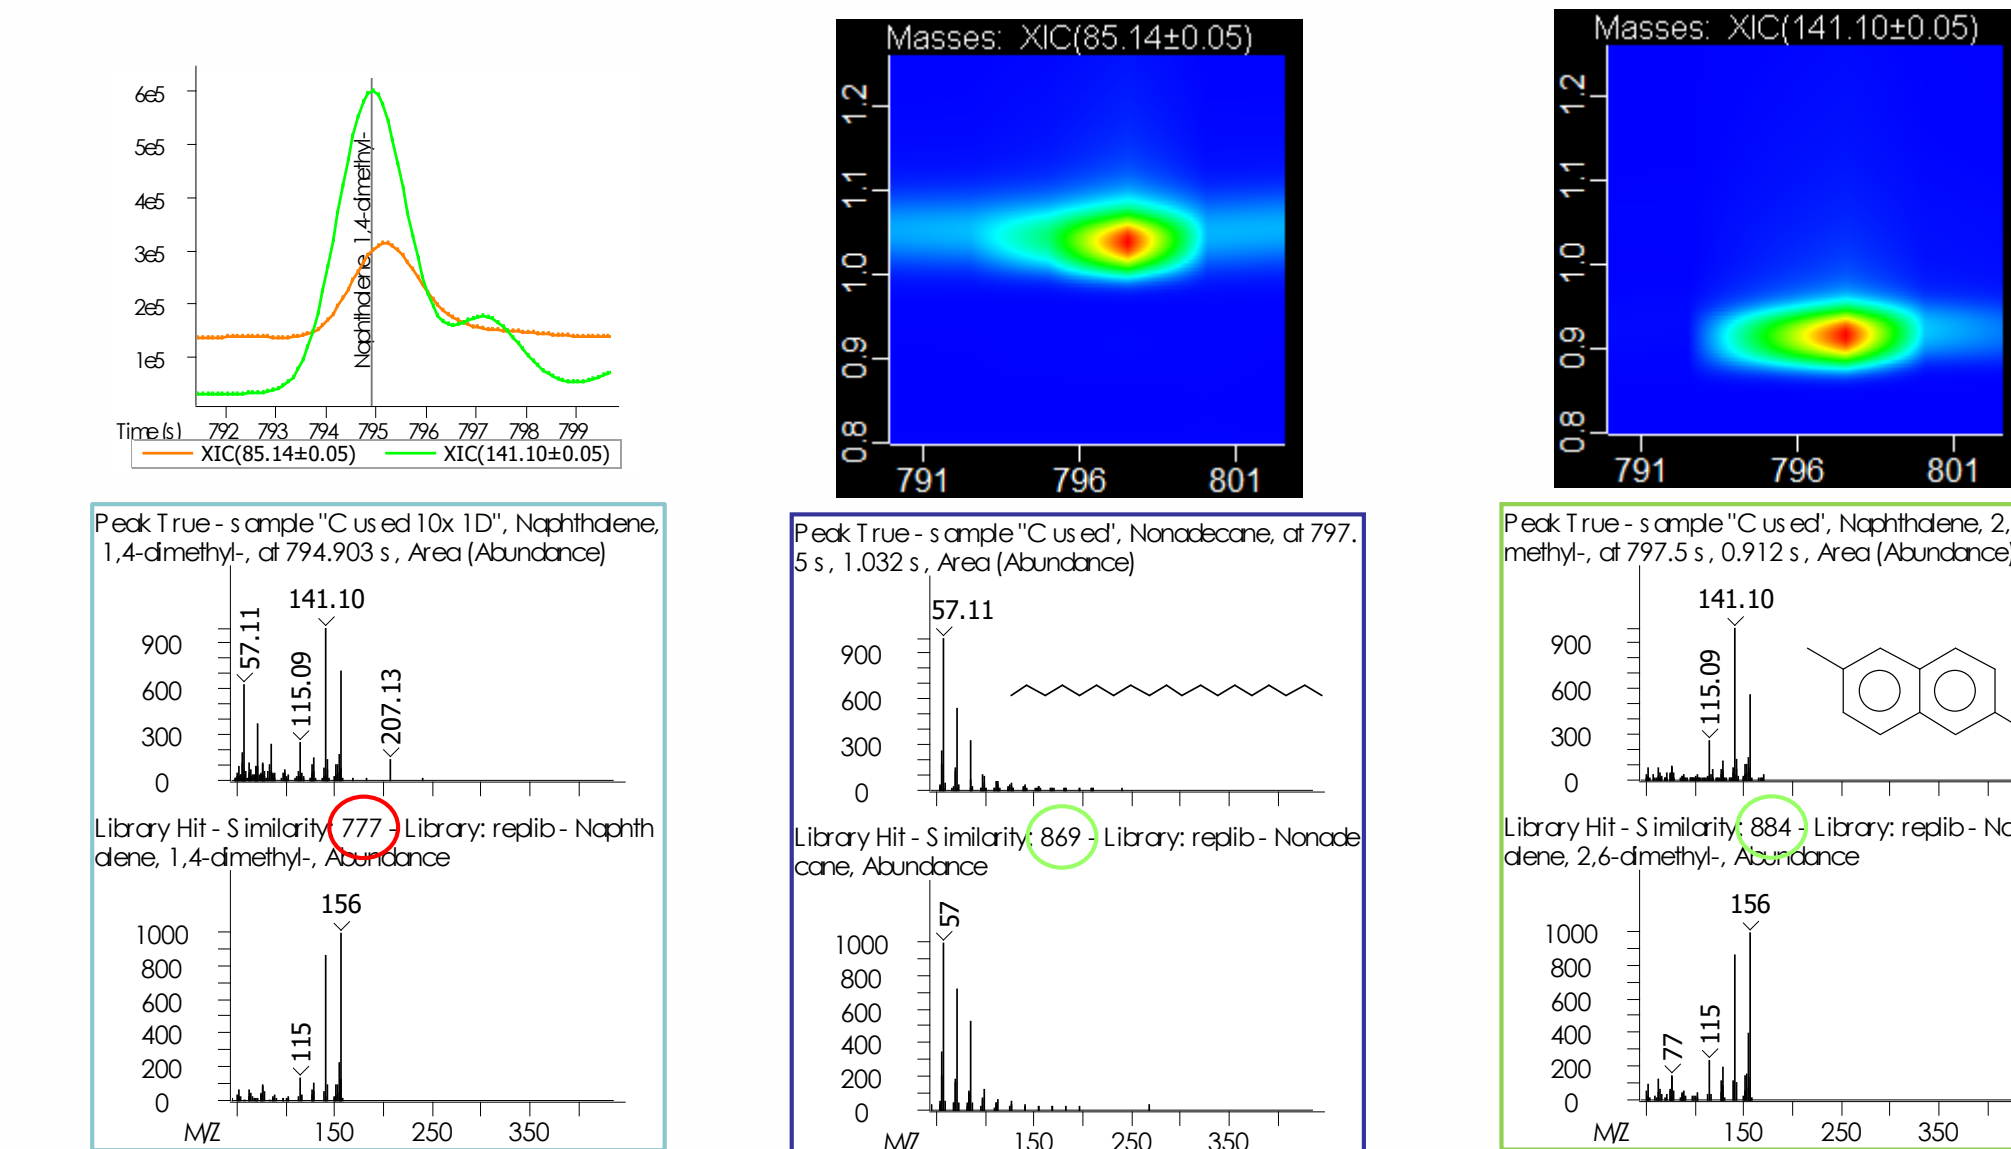 6e5
5e5
4e5
3e5
2e5
1e5
Naphthalene, 1,4-dimethyl-
Time (s) 792 793 794 795 796 797 798 799
XIC(85.14±0.05) XIC(141.10±0.05)
Masses: XIC(85.14±0.05)
1.2
1.1
1.0
0.9
0.8
791 796 801
Masses: XIC(141.10±0.05)
1.2
1.1
1.0
0.9
0.8
791 796 801
Peak True - sample "C used 10x 1D", Naphthalene,
1,4-dimethyl-, at 794.903 s, Area (Abundance)
900
600
300
0
57.11
115.09
141.10
207.13
Library Hit - Similarity: 777 - Library: replib - Naphth
alene, 1,4-dimethyl-, Abundance
1000
800
600
400
200
0
115
156
M/Z 150 250 350
Peak True - sample "C used", Nonadecane, at 797.
5 s, 1.032 s, Area (Abundance)
900
600
300
0
57.11
Library Hit - Similarity: 869 - Library: replib - Nonade
cane, Abundance
1000
800
600
400
200
0
57
M/Z 150 250 350
Peak True - sample "C used", Naphthalene, 2,
methyl-, at 797.5 s, 0.912 s, Area (Abundance)
900
600
300
0
115.09
141.10
Library Hit - Similarity: 884 - Library: replib - Na
alene, 2,6-dimethyl-, Abundance
1000
800
600
400
200
0
77
115
156
M/Z 150 250 350